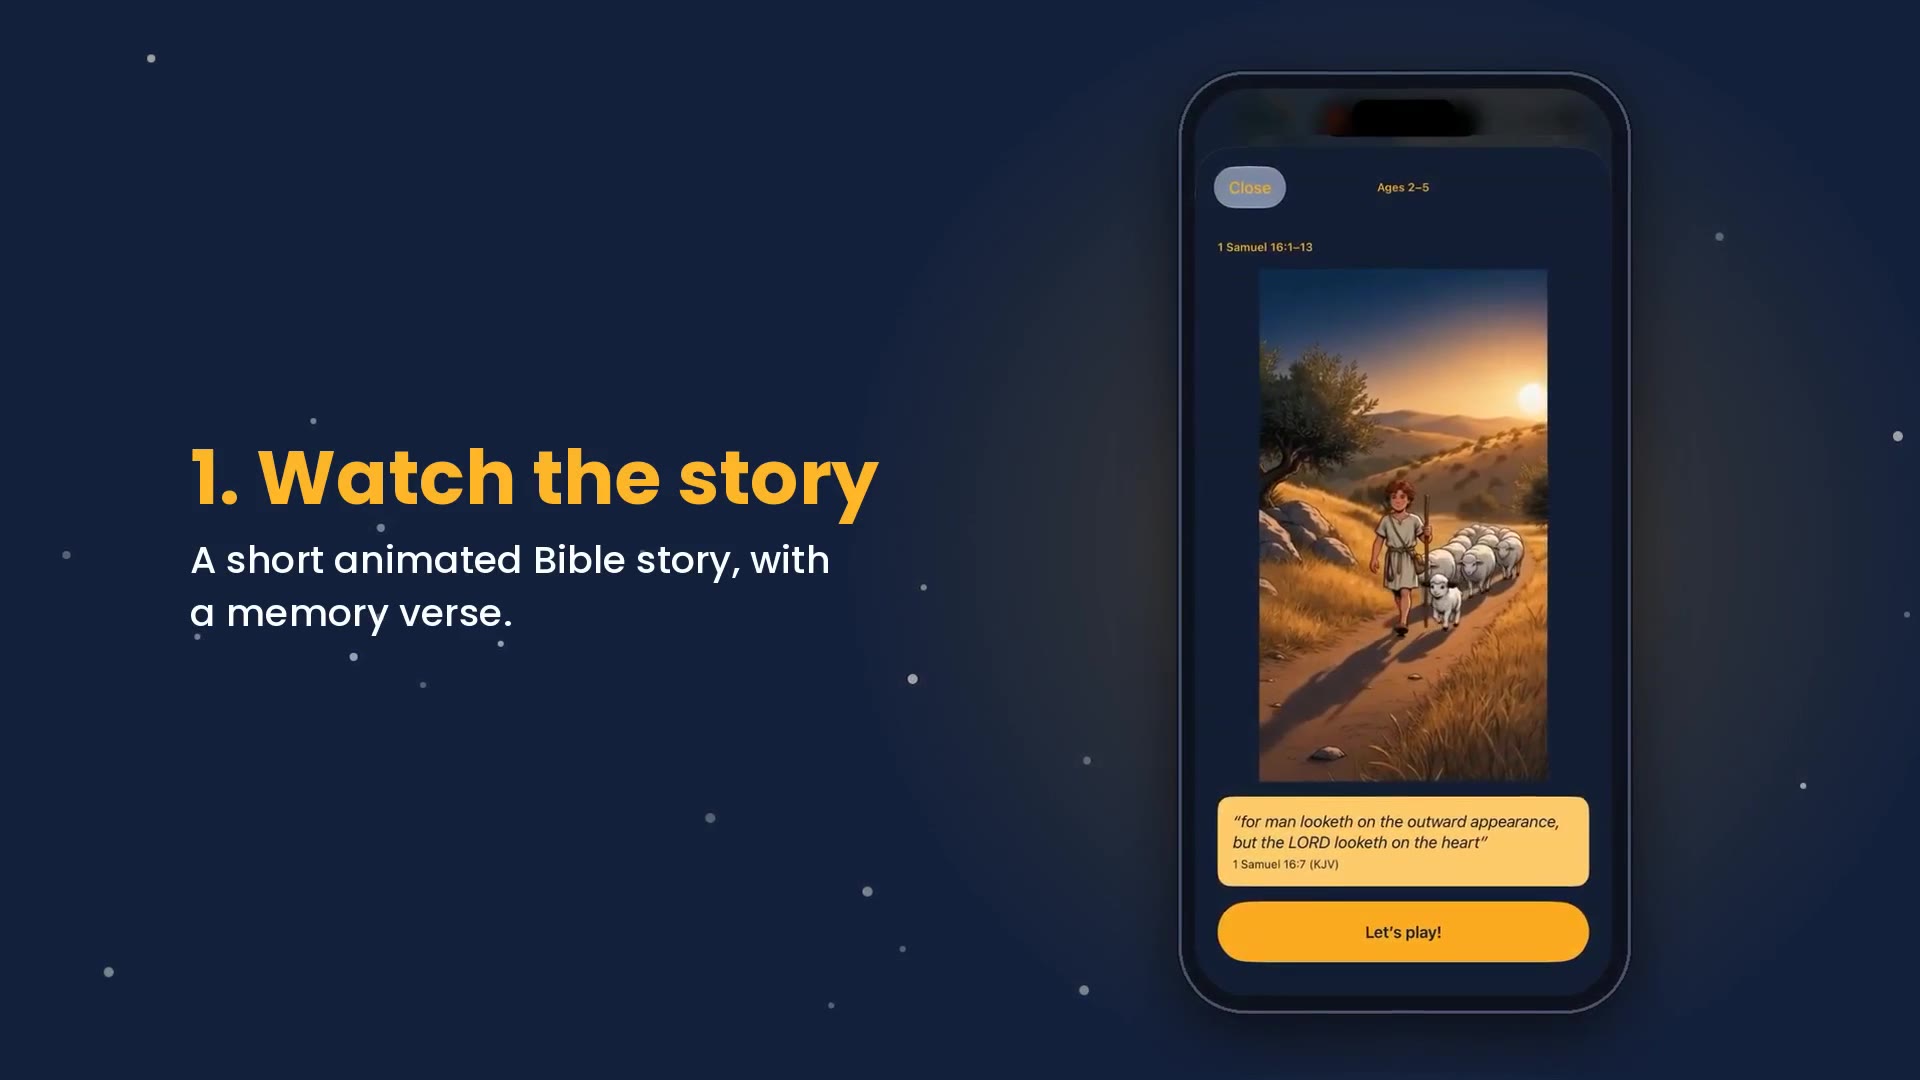 1. Watch the story
A short animated Bible story, with
a memory verse.
Close
Ages 2–5
1 Samuel 16:1–13
“for man looketh on the outward appearance,
but the LORD looketh on the heart”
1 Samuel 16:7 (KJV)
Let’s play!